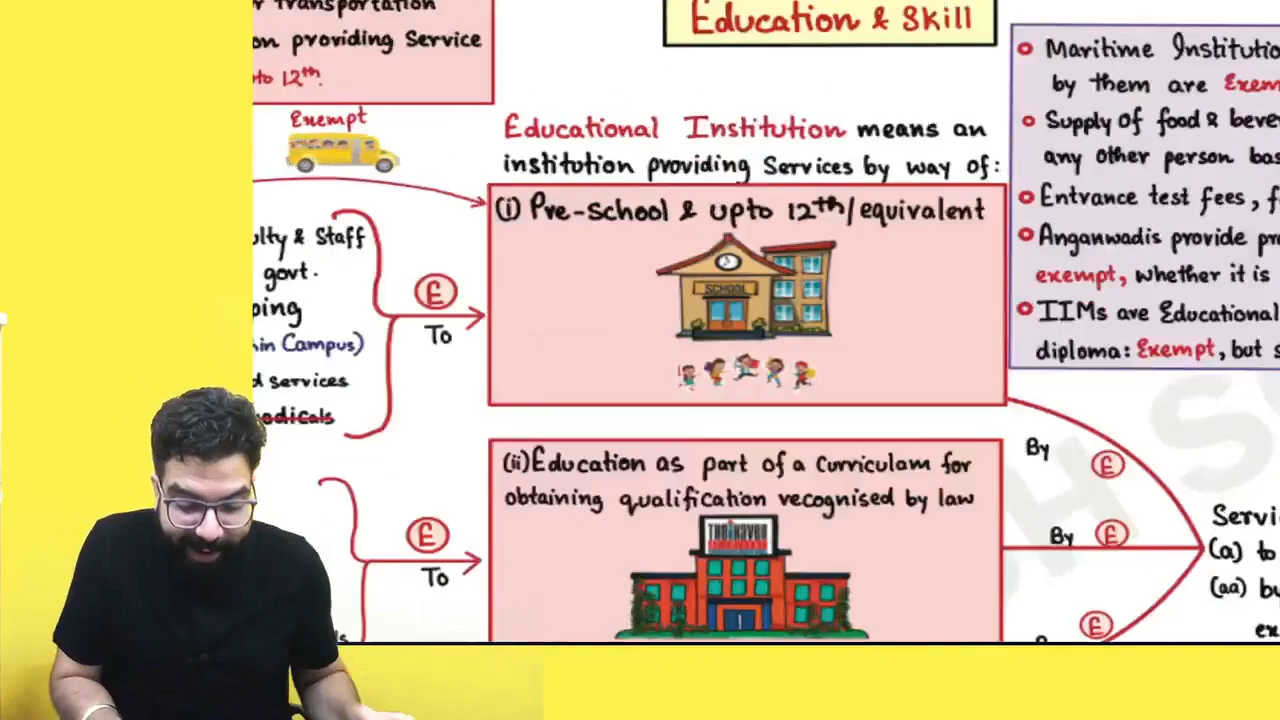 r Transportation
on providing Service
to 12th.
Exempt
Education & Skill
Educational Institution means an
institution providing Services by way of:
(i) Pre-School & upto 12th/equivalent
SCHOOL
ulty & Staff
govt.
ping
in Campus)
d services
odicals
E
To
(ii) Education as part of a Curriculam for
obtaining qualification recognised by law
E
To
Maritime Institutio
by them are Exem
Supply of food & beve
any other person bas
Entrance test fees, f
Anganwadis provide pr
exempt, whether it is
IIMs are Educational
diploma: Exempt, but s
By E
By E
E
Servi
(a) to
(aa) bu
ex